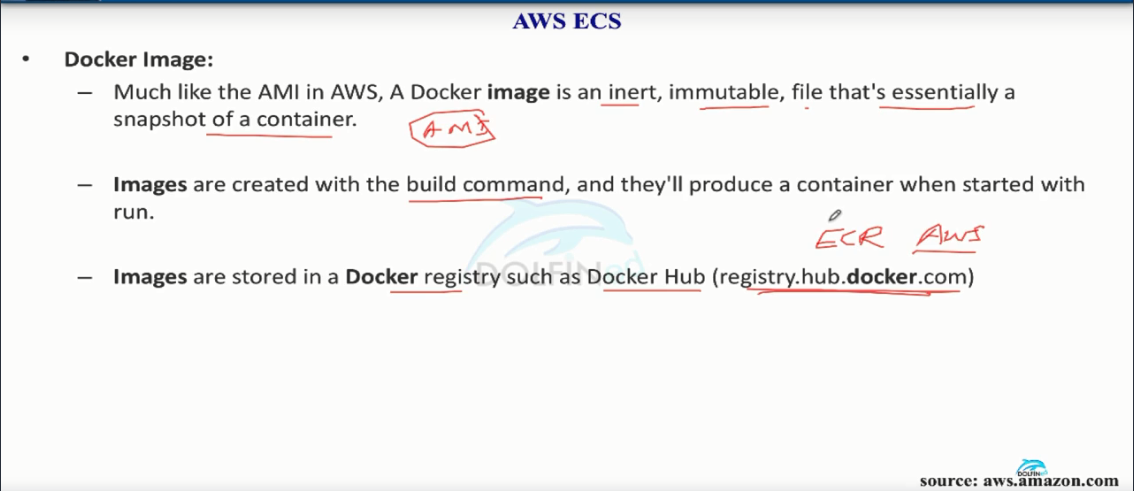 AWS ECS
• Docker Image:
– Much like the AMI in AWS, A Docker image is an inert, immutable, file that's essentially a
snapshot of a container.
AMI
– Images are created with the build command, and they'll produce a container when started with
run.
ECR AWS
– Images are stored in a Docker registry such as Docker Hub (registry.hub.docker.com)
DOLFINed
DOLFIN
source: aws.amazon.com